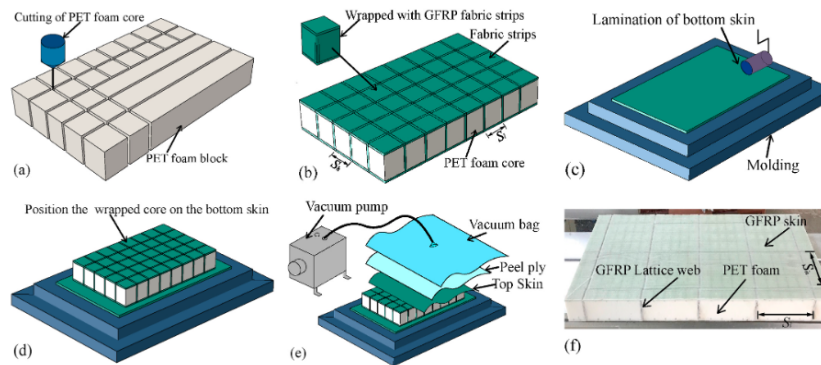 Cutting of PET foam core
PET foam block
(a)
Wrapped with GFRP fabric strips
Fabric strips
PET foam core
(b)
Lamination of bottom skin
Molding
(c)
Position the wrapped core on the bottom skin
(d)
Vacuum pump
Vacuum bag
Peel ply
Top Skin
(e)
GFRP skin
GFRP Lattice web
PET foam
(f)